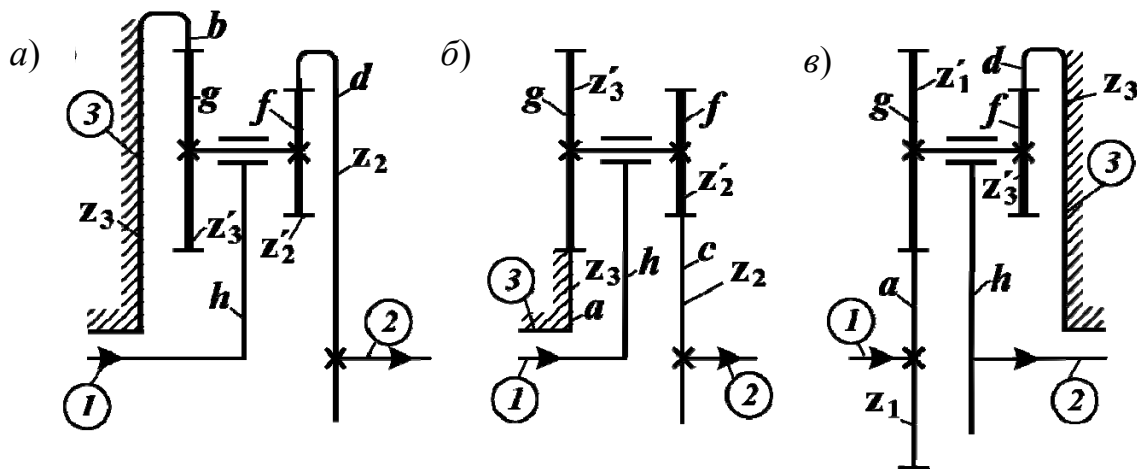 а) б) в)
b
g
d
f
3
z₂
z₃
z′₃
z′₂
h
2
1
z′₃
g
f
z′₂
c
z₃
h
z₂
3
a
1
2
z′₁
d
z₃
g
f
3
z′₃
a
h
1
2
z₁